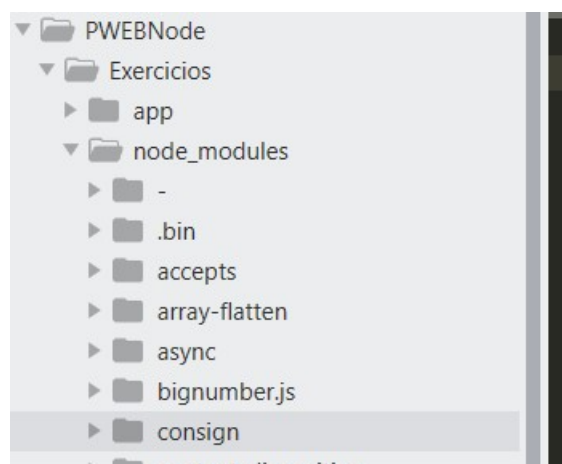 PWEBNode
Exercicios
app
node_modules
-
.bin
accepts
array-flatten
async
bignumber.js
consign